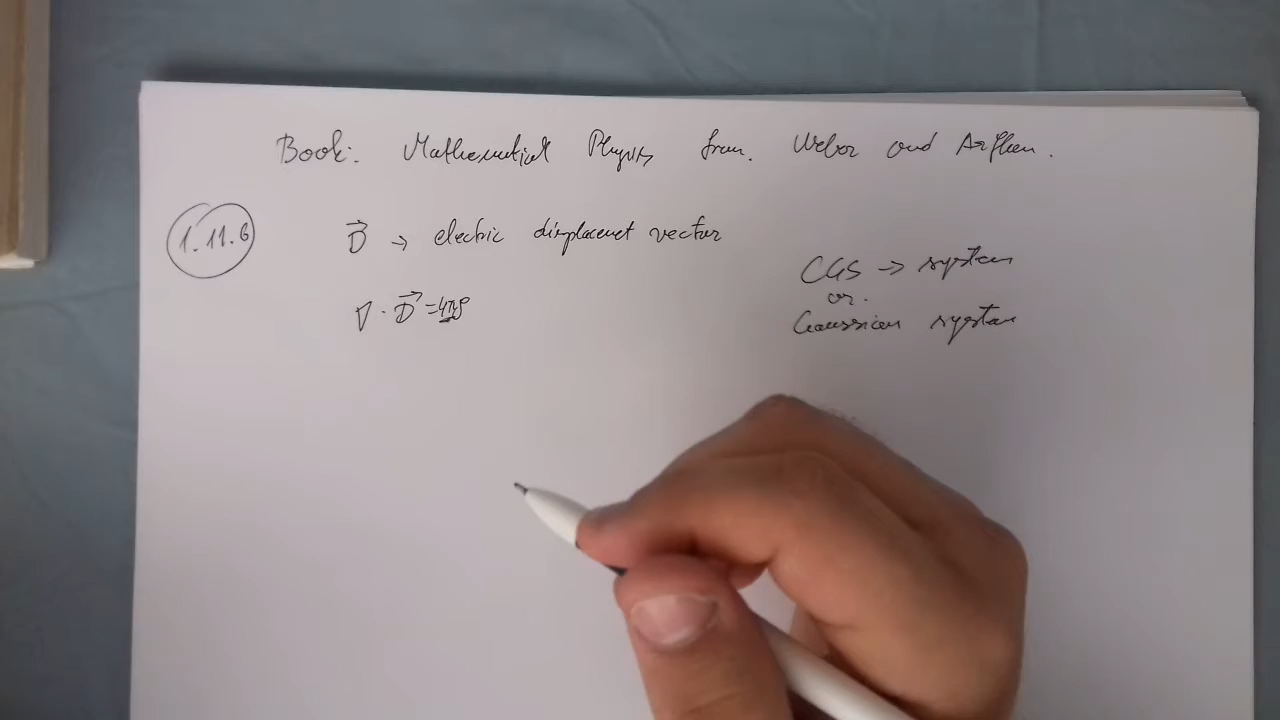 Book: Mathematical Physics from. Weber and Arfken.
1.11.6
D⃗ → electric displacement vector
CGS → system
or.
Gaussian system
∇ · D⃗ = 4πρ